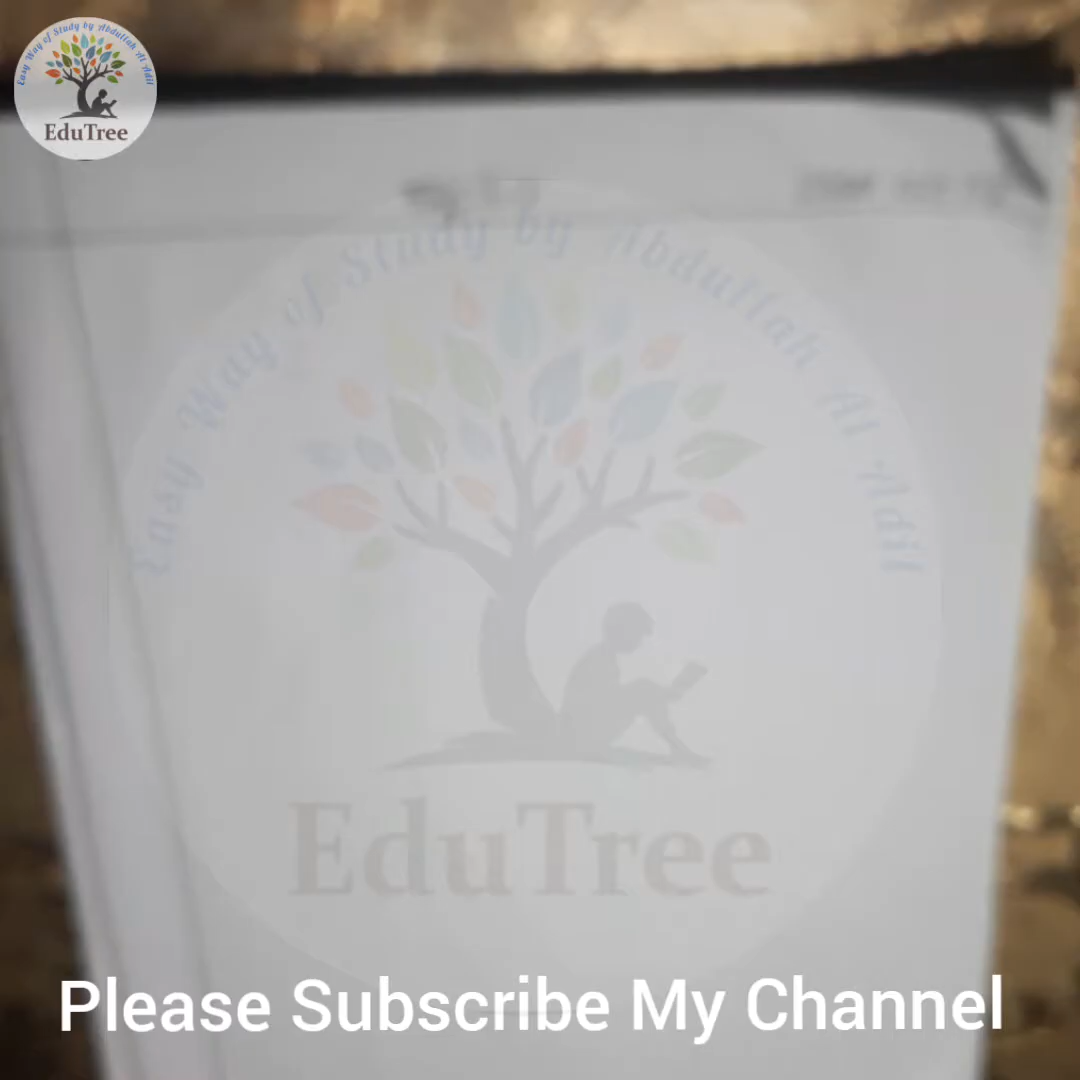 Easy Way of Study by Abdullah Al Adil
EduTree
Easy Way of Study by Abdullah Al Adil
EduTree
Please Subscribe My Channel